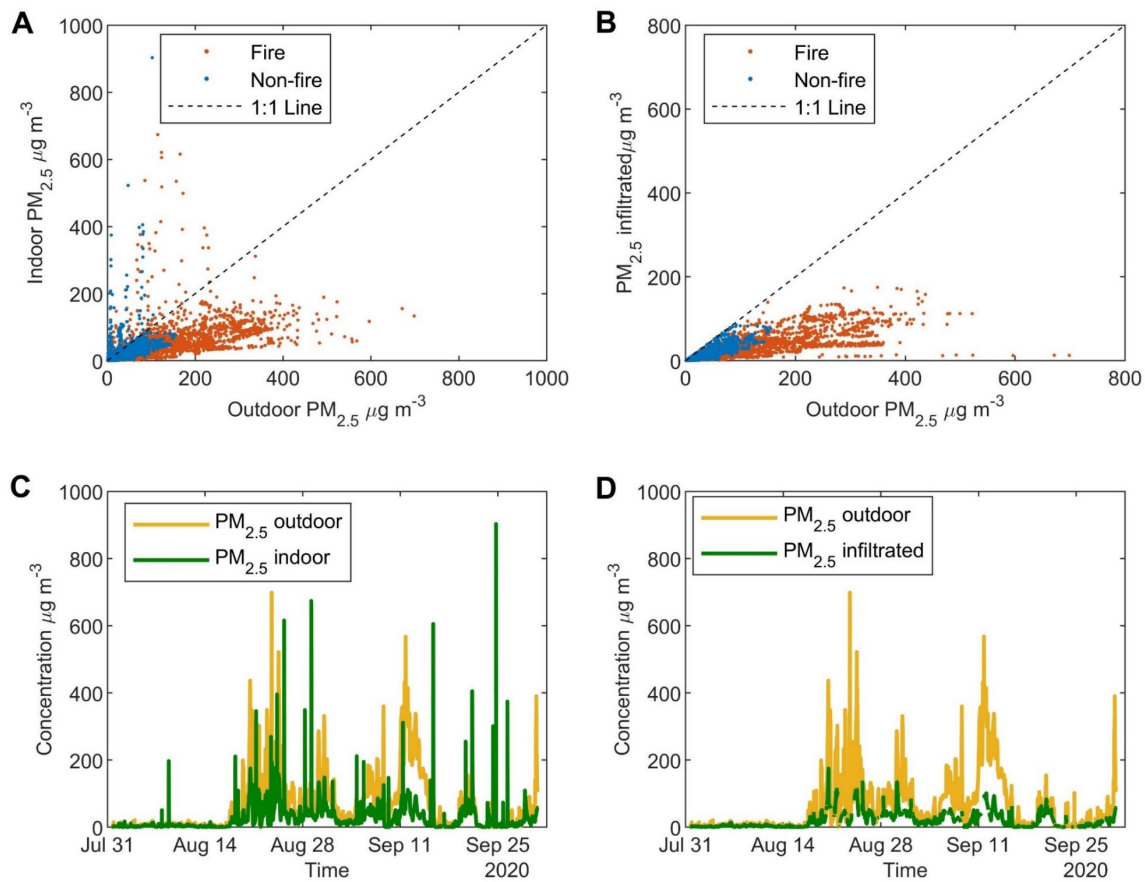 A
1000
800
600
400
200
0
Indoor PM2.5 μg m-3
Fire
Non-fire
1:1 Line
0 200 400 600 800 1000
Outdoor PM2.5 μg m-3
B
800
600
400
200
0
PM2.5 infiltratedμg m-3
Fire
Non-fire
1:1 Line
0 200 400 600 800
Outdoor PM2.5 μg m-3
C
1000
800
600
400
200
0
Concentration μg m-3
PM2.5 outdoor
PM2.5 indoor
Jul 31 Aug 14 Aug 28 Sep 11 Sep 25
Time 2020
D
1000
800
600
400
200
0
Concentration μg m-3
PM2.5 outdoor
PM2.5 infiltrated
Jul 31 Aug 14 Aug 28 Sep 11 Sep 25
Time 2020